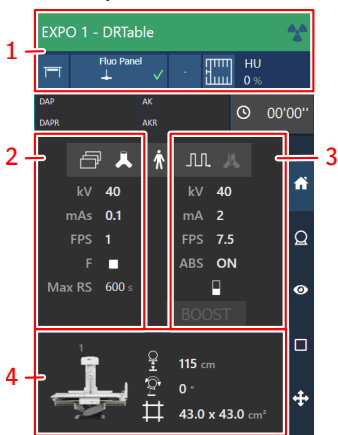 EXPO 1 - DRTable
1
Fluo Panel
-
HU
0 %
DAP AK
DAPR AKR
00'00''
2
3
kV 40
mAs 0.1
FPS 1
F
Max RS 600 s
kV 40
mA 2
FPS 7.5
ABS ON
BOOST
4
1
115 cm
0 °
43.0 x 43.0 cm²